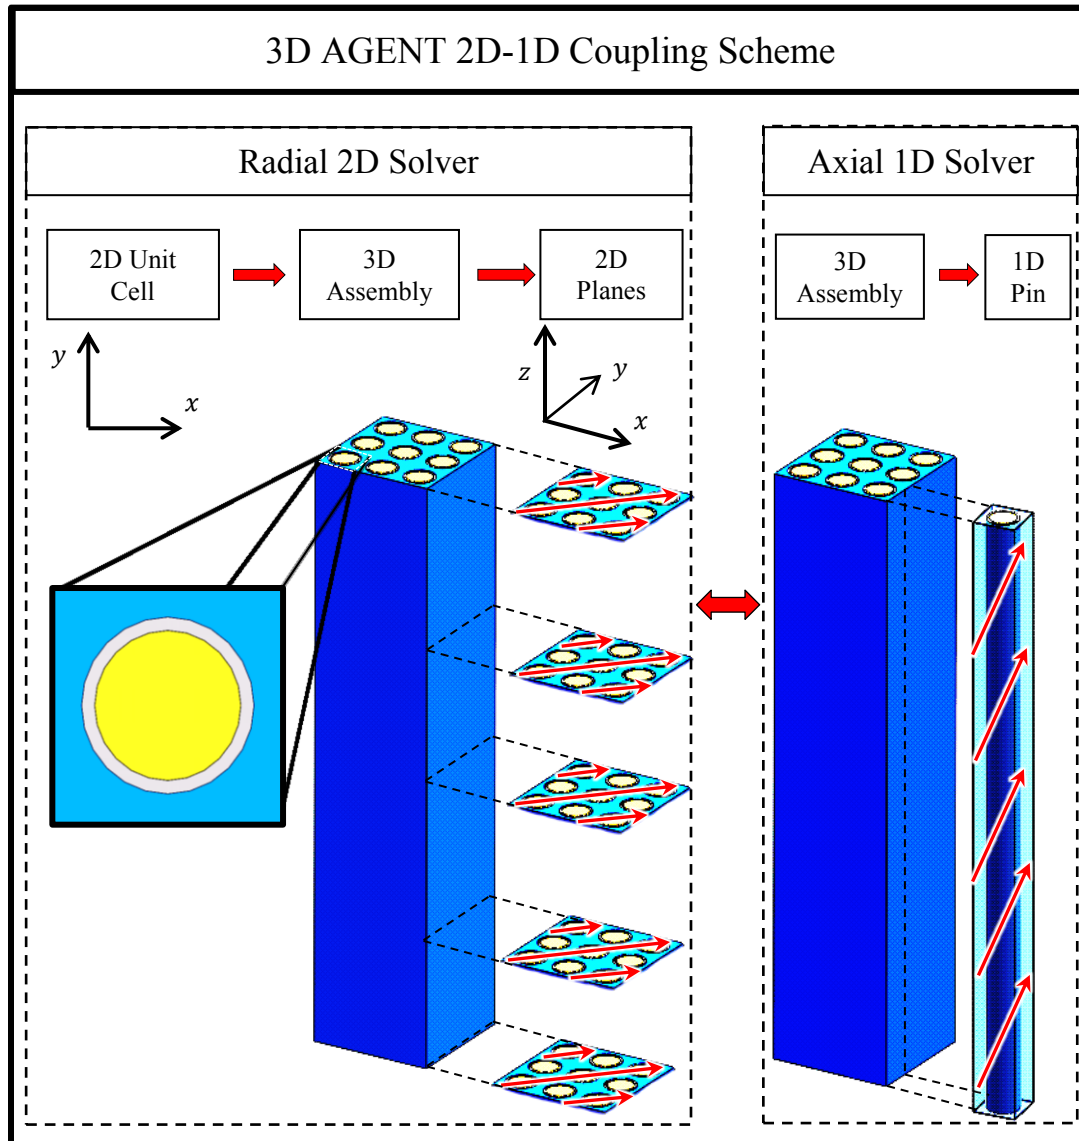 3D AGENT 2D-1D Coupling Scheme
Radial 2D Solver
Axial 1D Solver
2D Unit
Cell
3D
Assembly
2D
Planes
3D
Assembly
1D
Pin
y
x
z
y
x